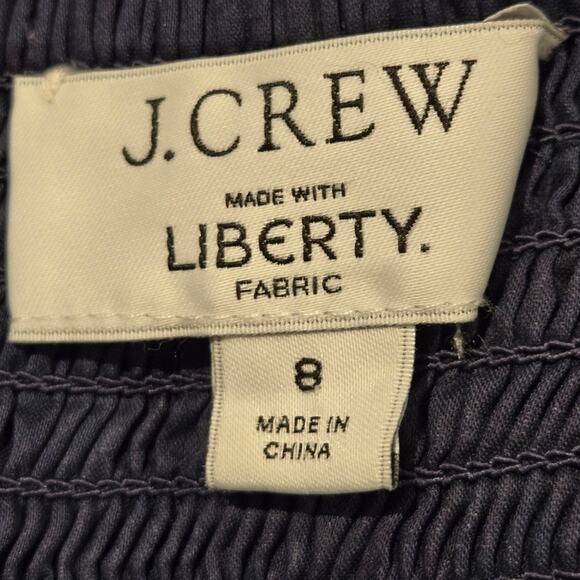 J.CREW
MADE WITH
LIBERTY.
FABRIC
8
MADE IN
CHINA